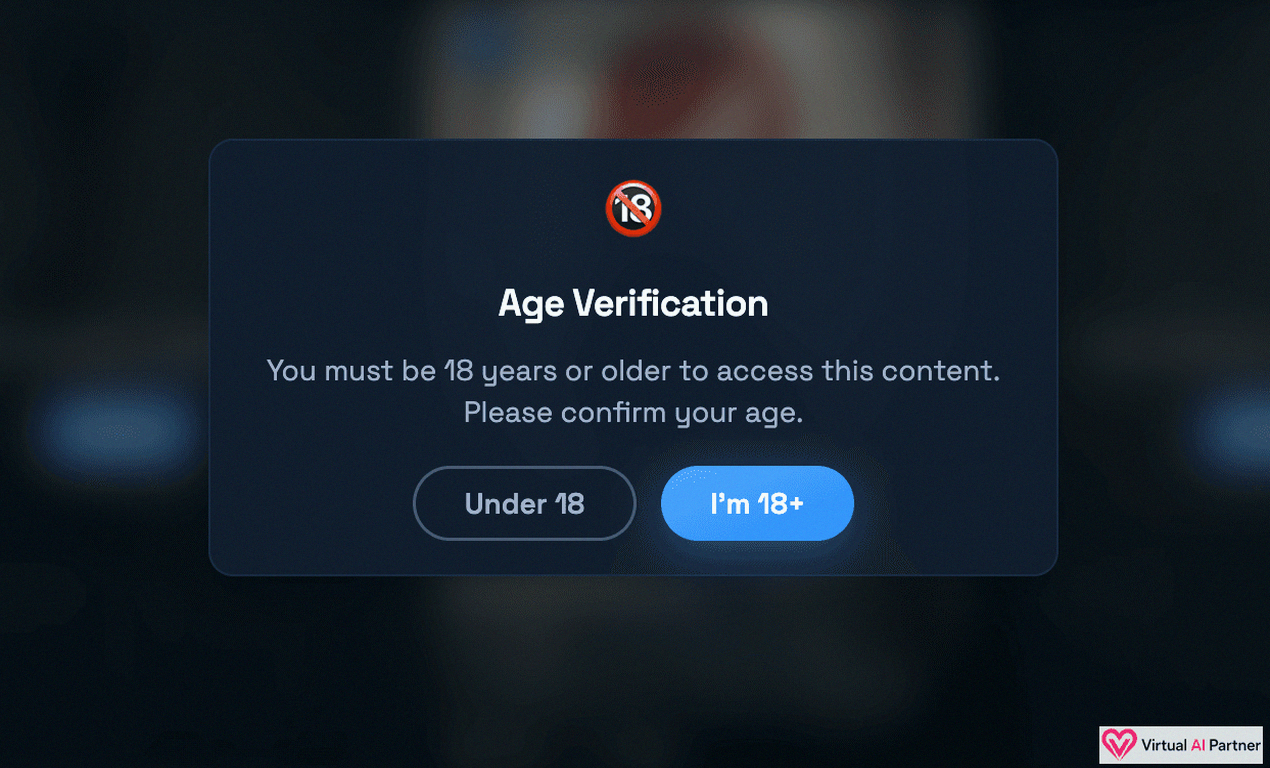 18
Age Verification
You must be 18 years or older to access this content.
Please confirm your age.
Under 18
I'm 18+
Virtual AI Partner